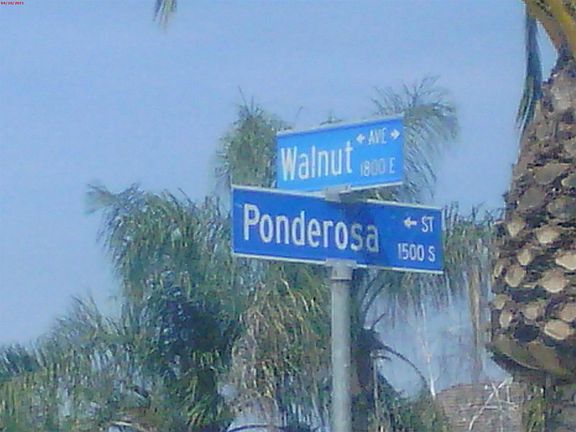 Walnut ← AVE →
1800 E
Ponderosa ← ST
1500 S